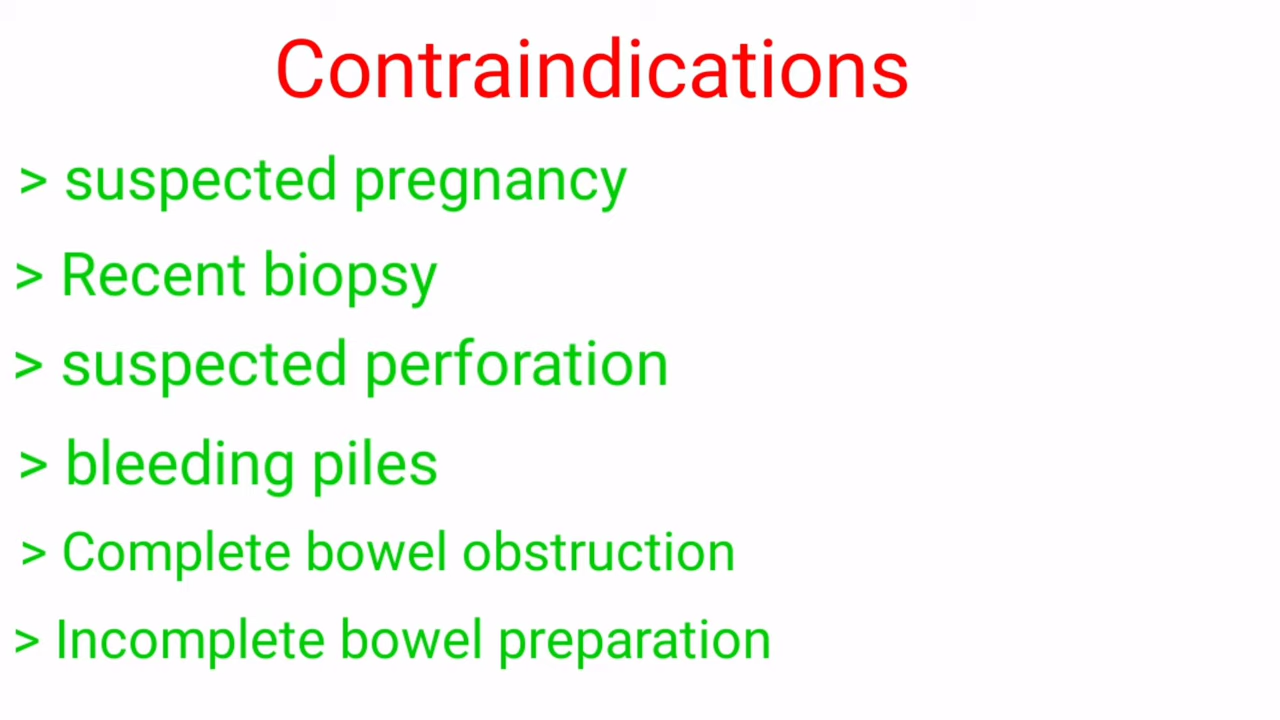 Contraindications
> suspected pregnancy
> Recent biopsy
> suspected perforation
> bleeding piles
> Complete bowel obstruction
> Incomplete bowel preparation